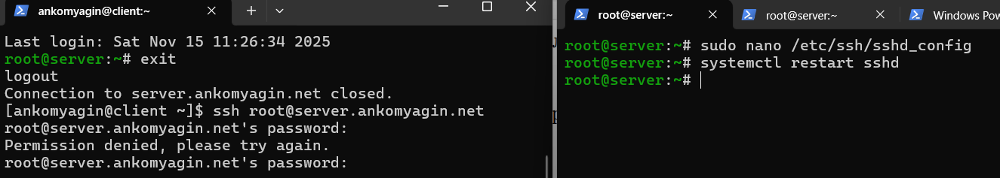 ankomyagin@client:~
Last login: Sat Nov 15 11:26:34 2025
root@server:~# exit
logout
Connection to server.ankomyagin.net closed.
[ankomyagin@client ~]$ ssh root@server.ankomyagin.net
root@server.ankomyagin.net's password:
Permission denied, please try again.
root@server.ankomyagin.net's password:
root@server:~
root@server:~
Windows Pow
root@server:~# sudo nano /etc/ssh/sshd_config
root@server:~# systemctl restart sshd
root@server:~#